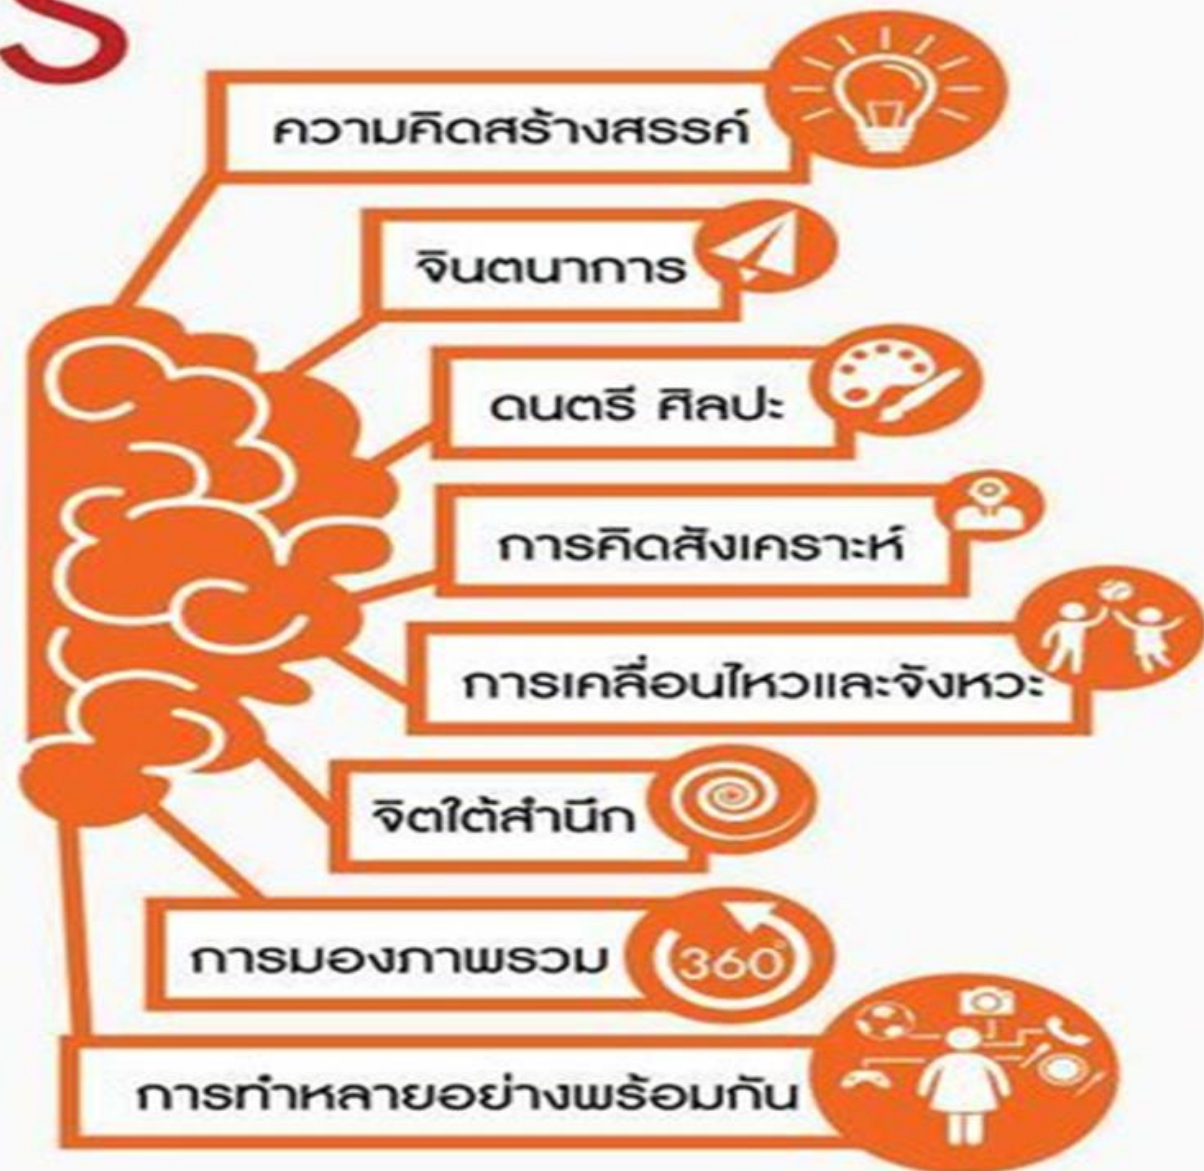 ความคิดสร้างสรรค์
จินตนาการ
ดนตรี ศิลปะ
การคิดสังเคราะห์
การเคลื่อนไหวและจังหวะ
จิตใต้สำนึก
การมองภาพรวม
360°
การทำหลายอย่างพร้อมกัน